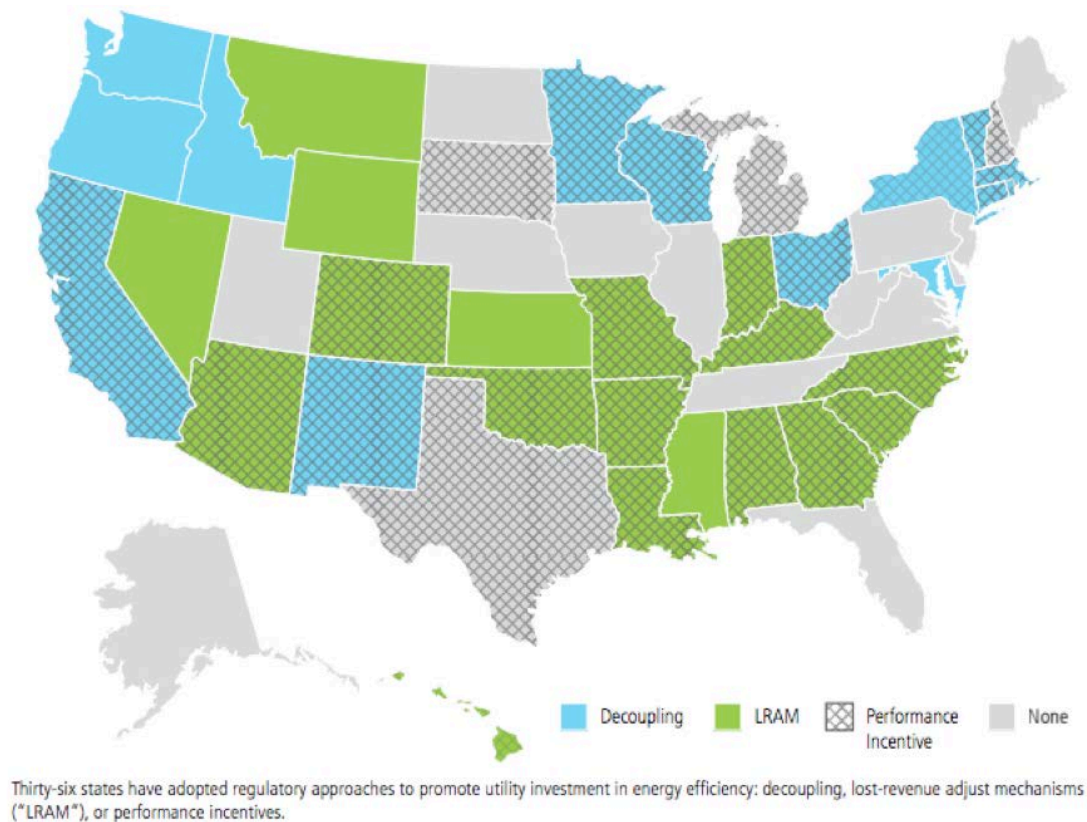 Decoupling
LRAM
Performance
Incentive
None
Thirty-six states have adopted regulatory approaches to promote utility investment in energy efficiency: decoupling, lost-revenue adjust mechanisms
("LRAM"), or performance incentives.